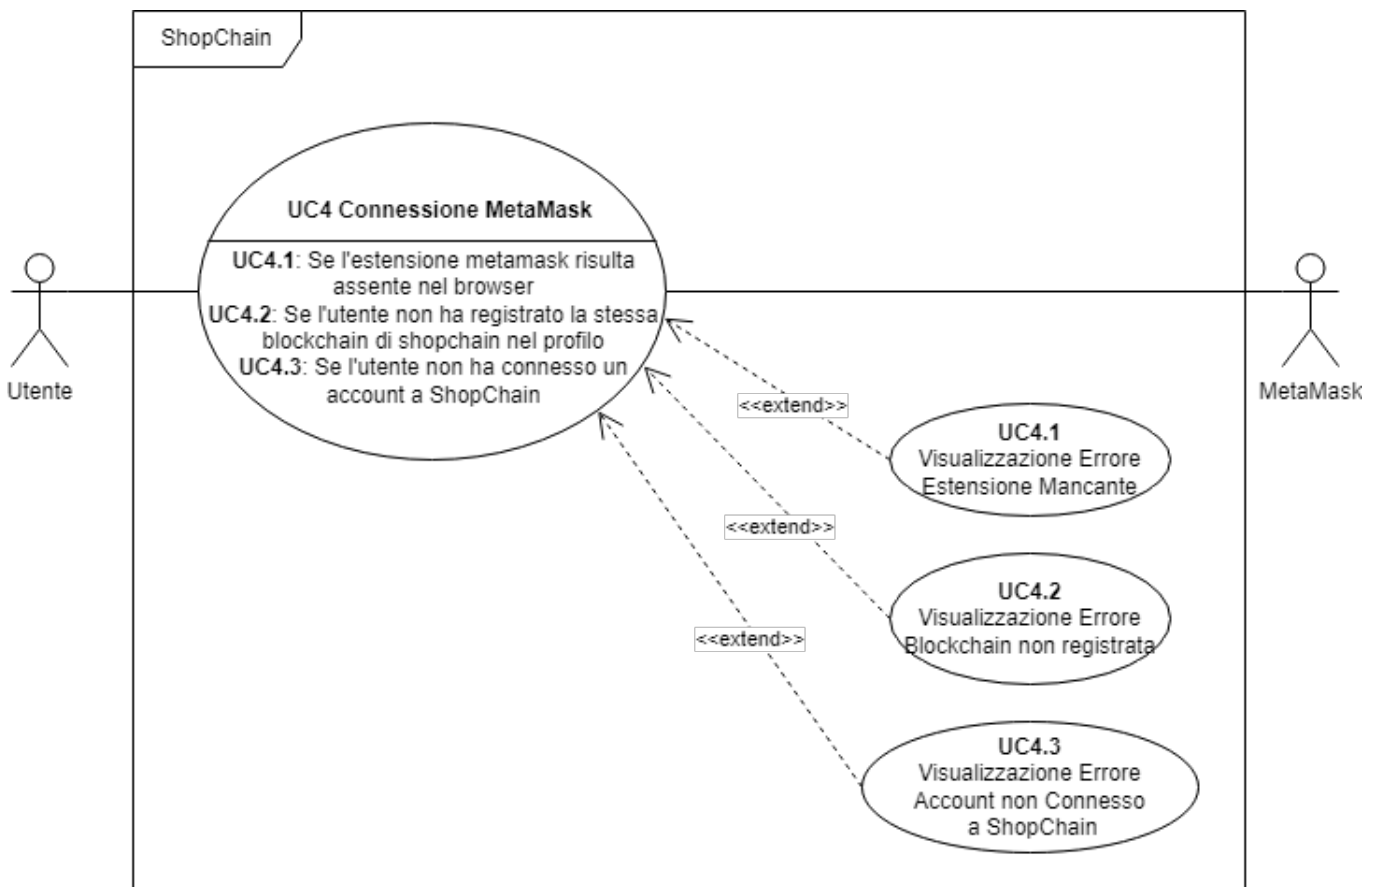 ShopChain
UC4 Connessione MetaMask
UC4.1: Se l'estensione metamask risulta
assente nel browser
UC4.2: Se l'utente non ha registrato la stessa
blockchain di shopchain nel profilo
UC4.3: Se l'utente non ha connesso un
account a ShopChain
Utente
MetaMask
<<extend>>
UC4.1
Visualizzazione Errore
Estensione Mancante
<<extend>>
UC4.2
Visualizzazione Errore
Blockchain non registrata
<<extend>>
UC4.3
Visualizzazione Errore
Account non Connesso
a ShopChain